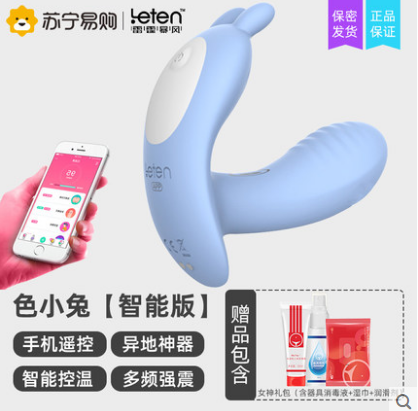 苏宁易购
leten
雷霆暴风
保密
发货
正品
保证
leten
色小兔【智能版】
手机遥控
异地神器
智能控温
多频强震
赠品包含
女神礼包（含器具消毒液+湿巾+润滑剂